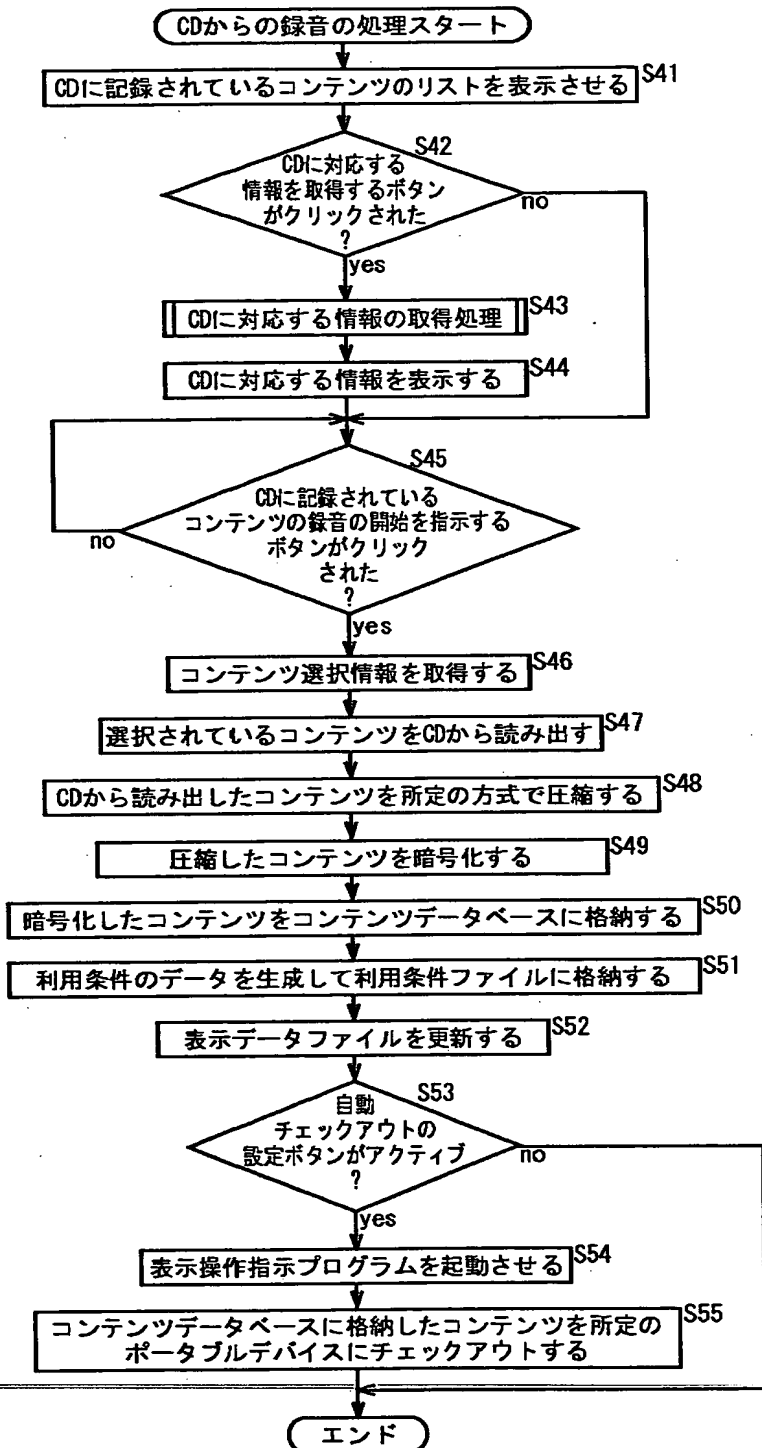 CDからの録音の処理スタート
CDに記録されているコンテンツのリストを表示させる
S41
S42
CDに対応する
情報を取得するボタン
がクリックされた
?
no
yes
CDに対応する情報の取得処理
S43
CDに対応する情報を表示する
S44
S45
CDに記録されている
コンテンツの録音の開始を指示する
ボタンがクリック
された
?
no
yes
コンテンツ選択情報を取得する
S46
選択されているコンテンツをCDから読み出す
S47
CDから読み出したコンテンツを所定の方式で圧縮する
S48
圧縮したコンテンツを暗号化する
S49
暗号化したコンテンツをコンテンツデータベースに格納する
S50
利用条件のデータを生成して利用条件ファイルに格納する
S51
表示データファイルを更新する
S52
S53
自動
チェックアウトの
設定ボタンがアクティブ
?
no
yes
表示操作指示プログラムを起動させる
S54
コンテンツデータベースに格納したコンテンツを所定の
ポータブルデバイスにチェックアウトする
S55
エンド